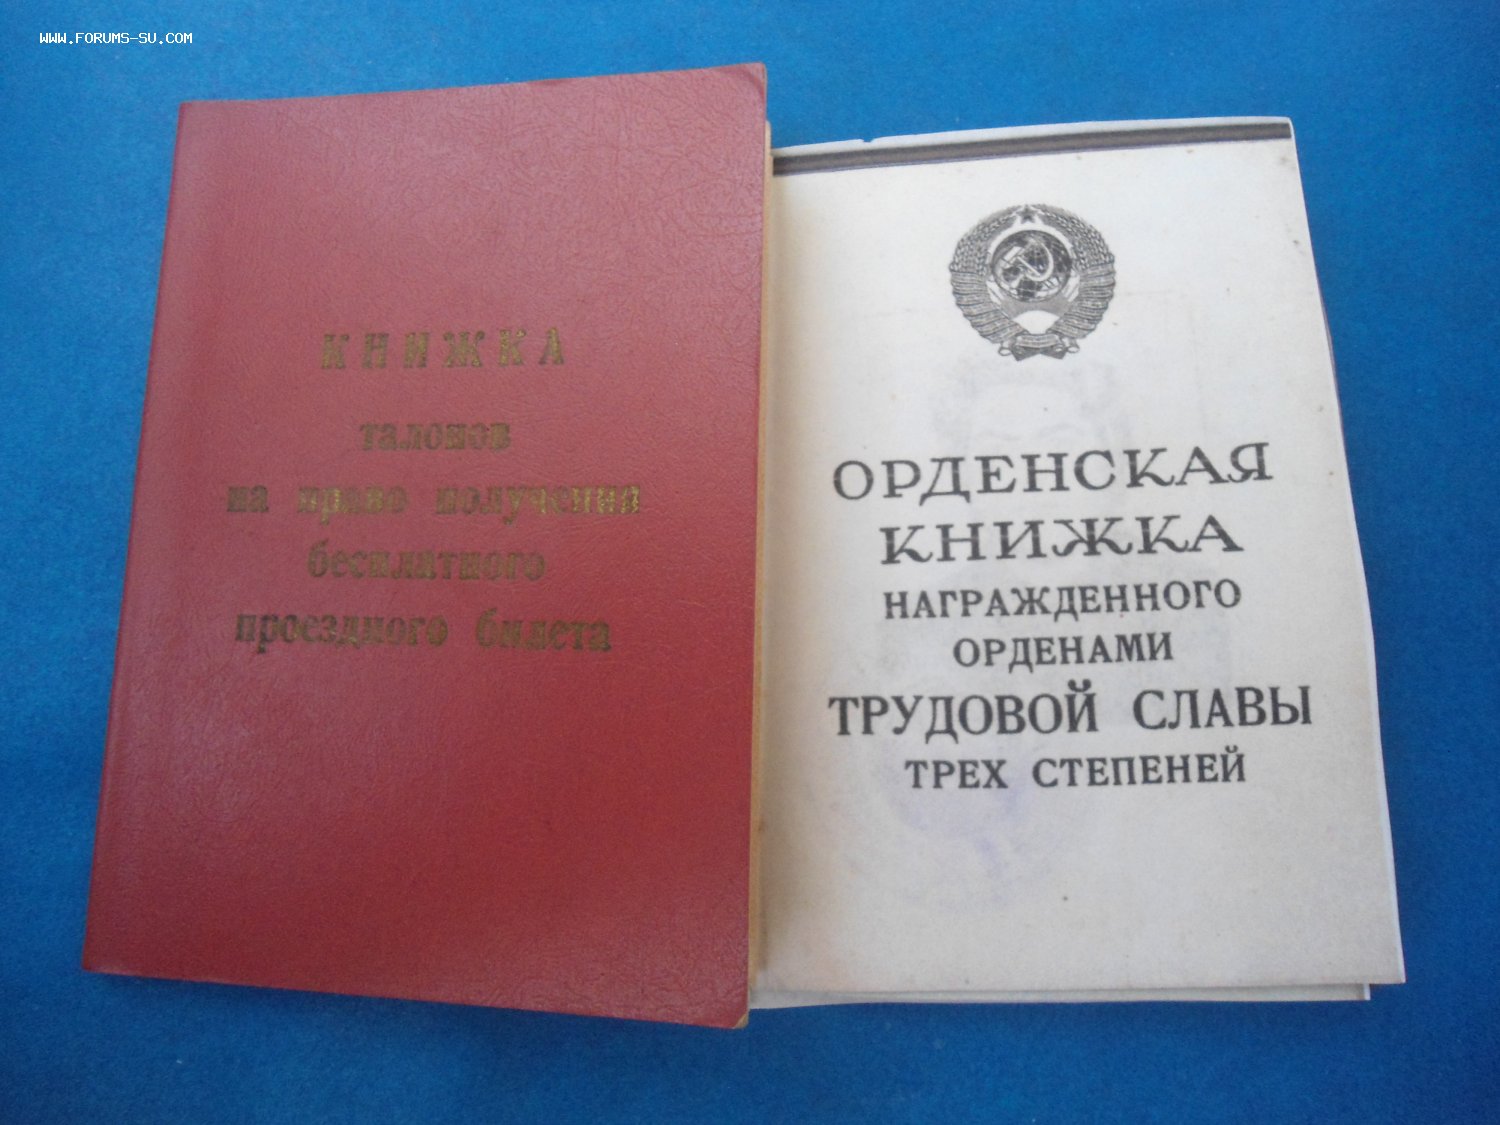 WWW.FORUMS-SU.COM
КНИЖКА
талонов
на право получения
бесплатного
проездного билета
ОРДЕНСКАЯ
КНИЖКА
НАГРАЖДЕННОГО
ОРДЕНАМИ
ТРУДОВОЙ СЛАВЫ
ТРЕХ СТЕПЕНЕЙ